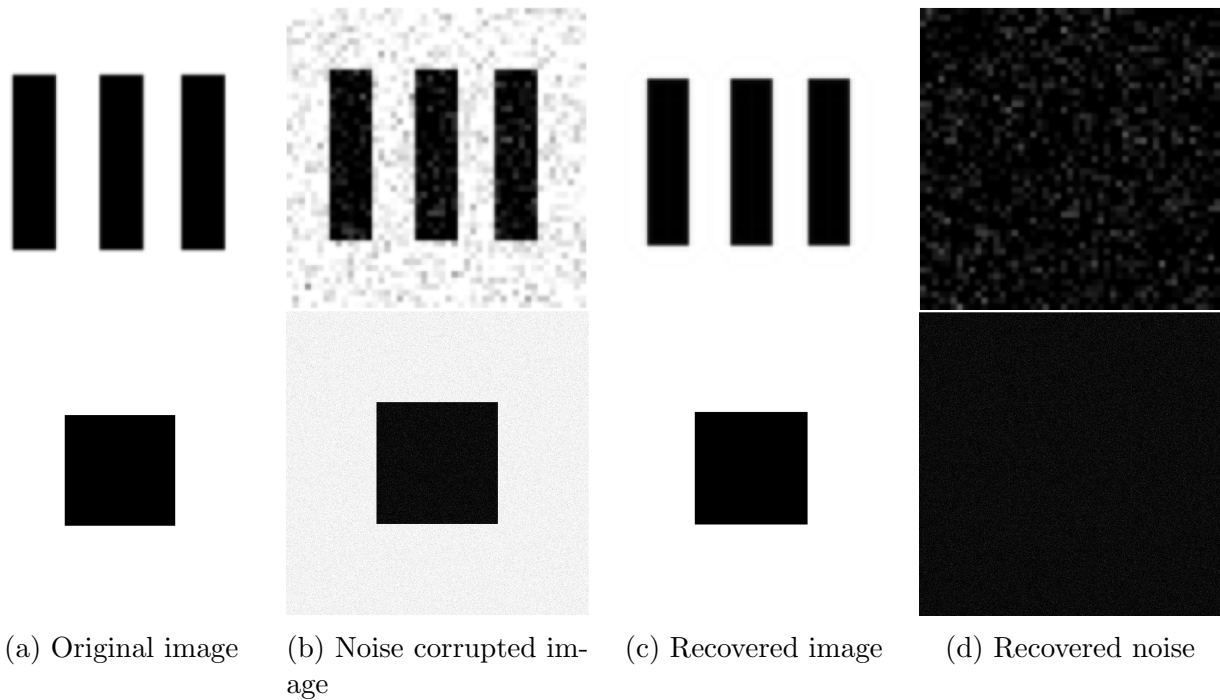 (a) Original image
(b) Noise corrupted im-
age
(c) Recovered image
(d) Recovered noise